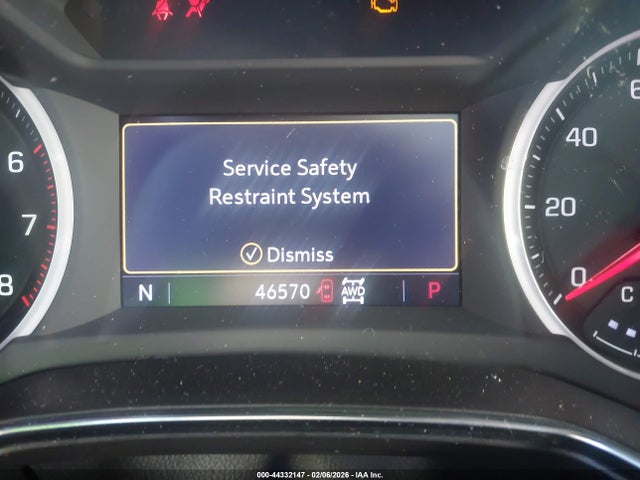 Service Safety
Restraint System
Dismiss
N 46570 AWD P
6
7
8
6
40
20
0
C
000-44332147 - 02/06/2026 - IAA Inc.